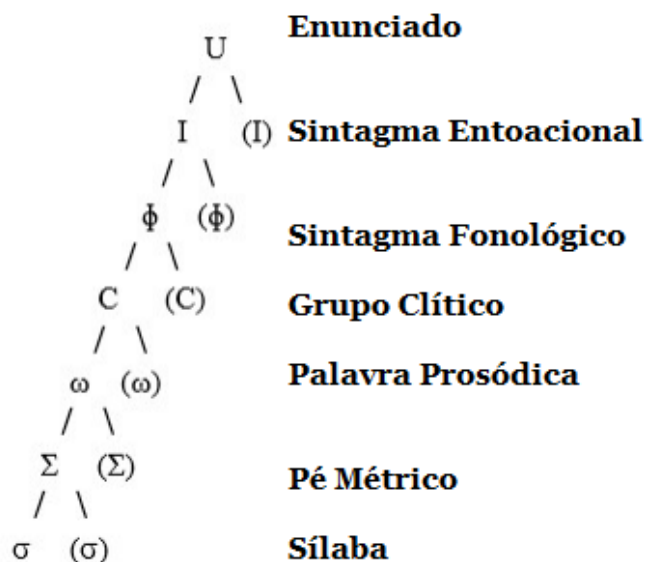 U Enunciado
I (I) Sintagma Entoacional
ϕ (ϕ) Sintagma Fonológico
C (C) Grupo Clítico
ω (ω) Palavra Prosódica
Σ (Σ) Pé Métrico
σ (σ) Sílaba